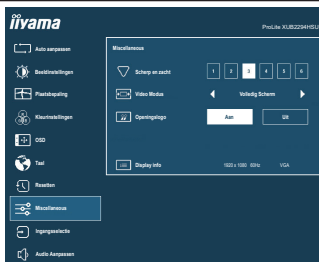 iiyama
ProLite XUB2294HSU
Auto aanpassen
Beeldinstellingen
Plaatsbepaling
Kleurinstellingen
OSD
Taal
Resetten
Miscellaneous
Ingangsselectie
Audio Aanpassen
Miscellaneous
Scherp en zacht
1 2 3 4 5 6
Video Modus
Volledig Scherm
Openingslogo
Aan Uit
Display Info
1920 x 1080 60Hz VGA